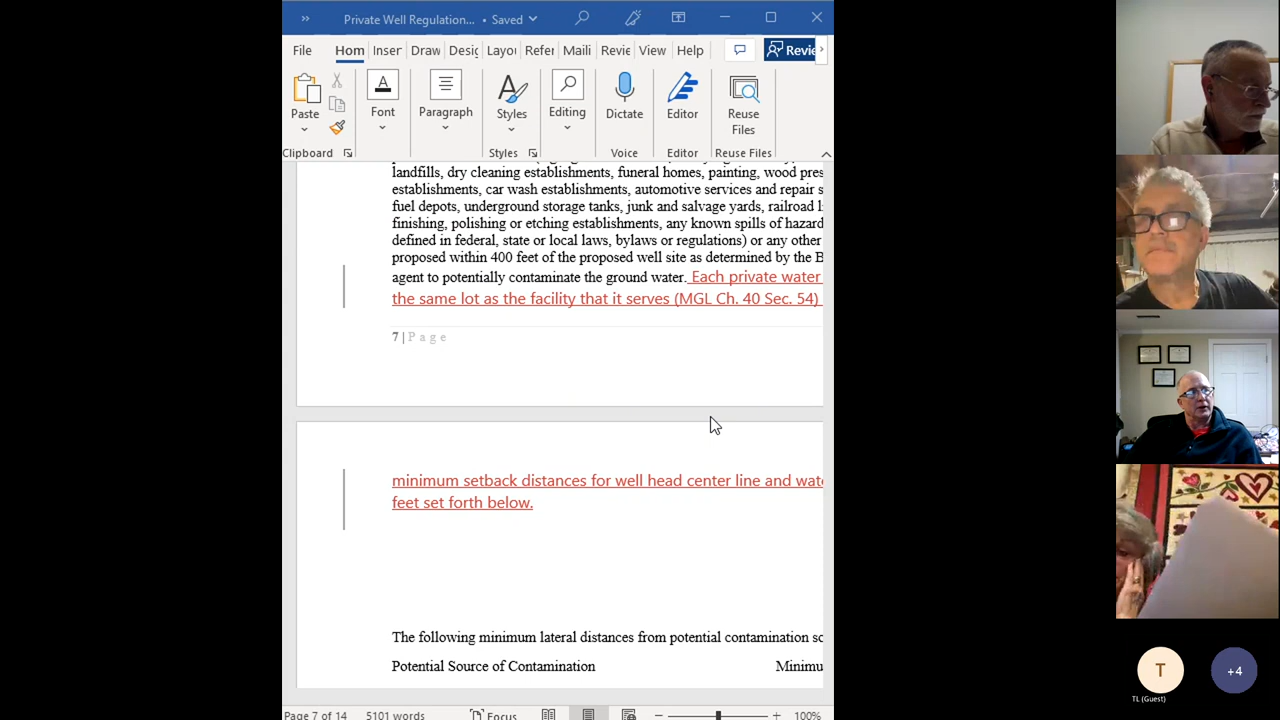 Private Well Regulation... • Saved
File Hom Inser Draw Desig Layou Refer Maili Revie View Help Revie
Paste Font Paragraph Styles Editing Dictate Editor Reuse
Files
Clipboard Styles Voice Editor Reuse Files
landfills, dry cleaning establishments, funeral homes, painting, wood pres
establishments, car wash establishments, automotive services and repair s
fuel depots, underground storage tanks, junk and salvage yards, railroad li
finishing, polishing or etching establishments, any known spills of hazard
defined in federal, state or local laws, bylaws or regulations) or any other
proposed within 400 feet of the proposed well site as determined by the B
agent to potentially contaminate the ground water. Each private water
the same lot as the facility that it serves (MGL Ch. 40 Sec. 54)
7 | Page
minimum setback distances for well head center line and wate
feet set forth below.
The following minimum lateral distances from potential contamination so
Potential Source of Contamination Minimu
Page 7 of 14 5101 words Focus 100%
T +4
TL (Guest)